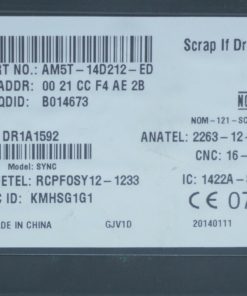 Scrap If Dr
RT NO.: AM5T-14D212-ED
ADDR: 00 21 CC F4 AE 2B
QDID: B014673
NOM-121-SC
DR1A1592
ANATEL: 2263-12-
Model: SYNC
CNC: 16-
ETEL: RCPFOSY12-1233
IC: 1422A-
C ID: KMHSG1G1
ADE IN CHINA
GJV1D
20140111